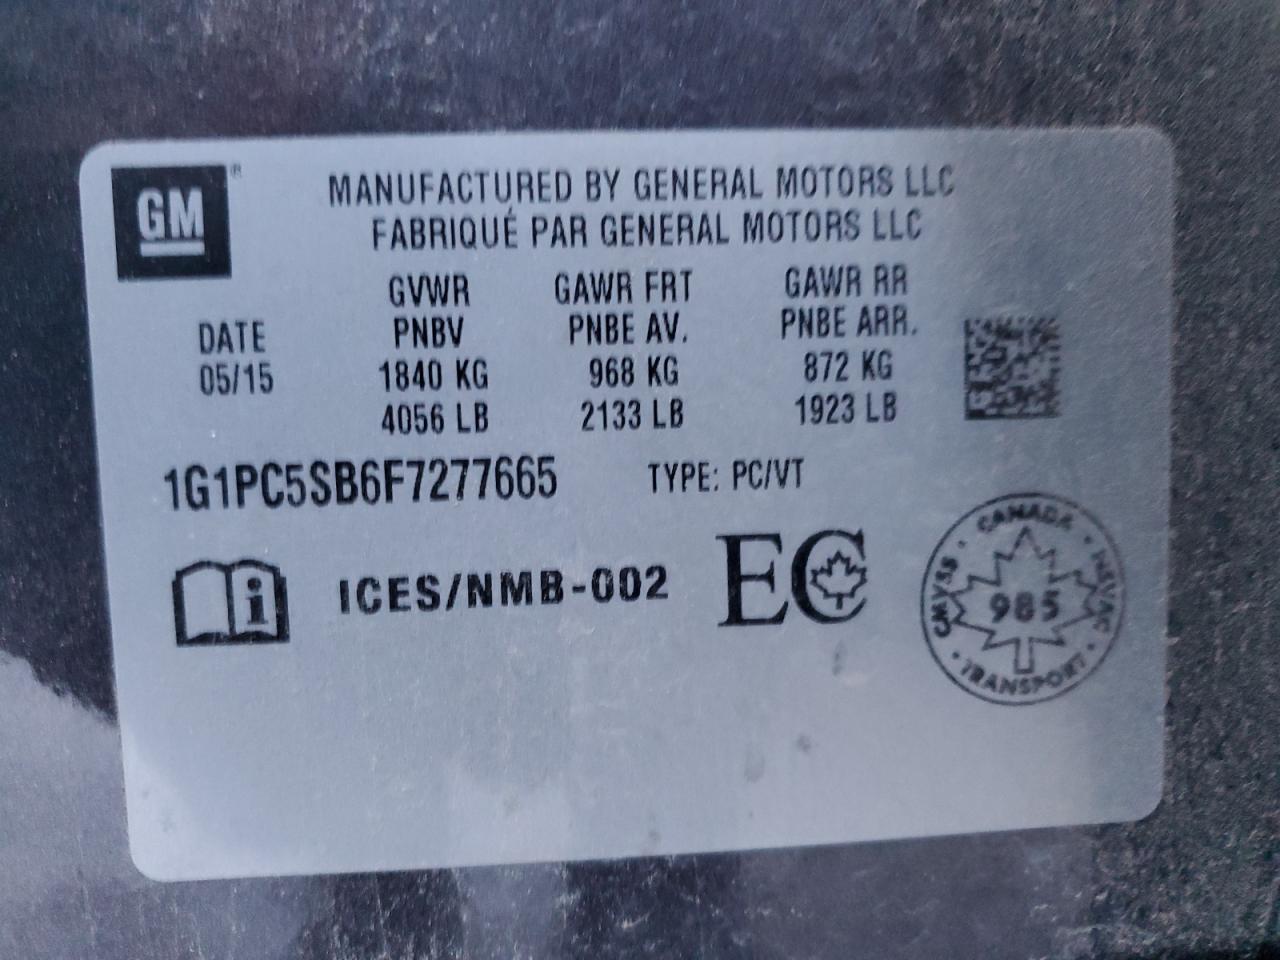 GM ®
MANUFACTURED BY GENERAL MOTORS LLC
FABRIQUÉ PAR GENERAL MOTORS LLC
GVWR GAWR FRT GAWR RR
DATE PNBV PNBE AV. PNBE ARR.
05/15 1840 KG 968 KG 872 KG
4056 LB 2133 LB 1923 LB
1G1PC5SB6F7277665 TYPE: PC/VT
i ICES/NMB-002 EC
CANADA
CMVSS 985 NSVAC
TRANSPORT